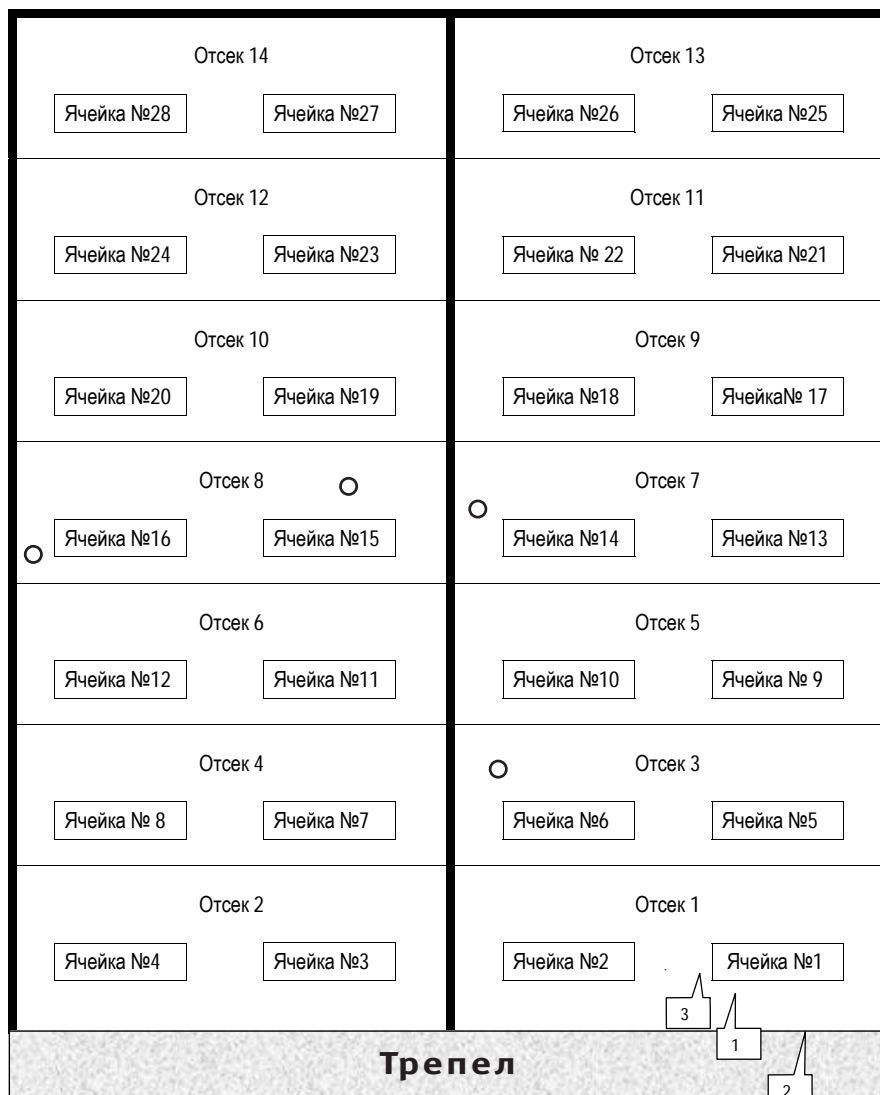 Отсек 14 Отсек 13
Ячейка №28 Ячейка №27 Ячейка №26 Ячейка №25
Отсек 12 Отсек 11
Ячейка №24 Ячейка №23 Ячейка № 22 Ячейка №21
Отсек 10 Отсек 9
Ячейка №20 Ячейка №19 Ячейка №18 Ячейка№ 17
Отсек 8 Отсек 7
Ячейка №16 Ячейка №15 Ячейка №14 Ячейка №13
Отсек 6 Отсек 5
Ячейка №12 Ячейка №11 Ячейка №10 Ячейка № 9
Отсек 4 Отсек 3
Ячейка № 8 Ячейка №7 Ячейка №6 Ячейка №5
Отсек 2 Отсек 1
Ячейка №4 Ячейка №3 Ячейка №2 Ячейка №1
3
1
Трепел
2